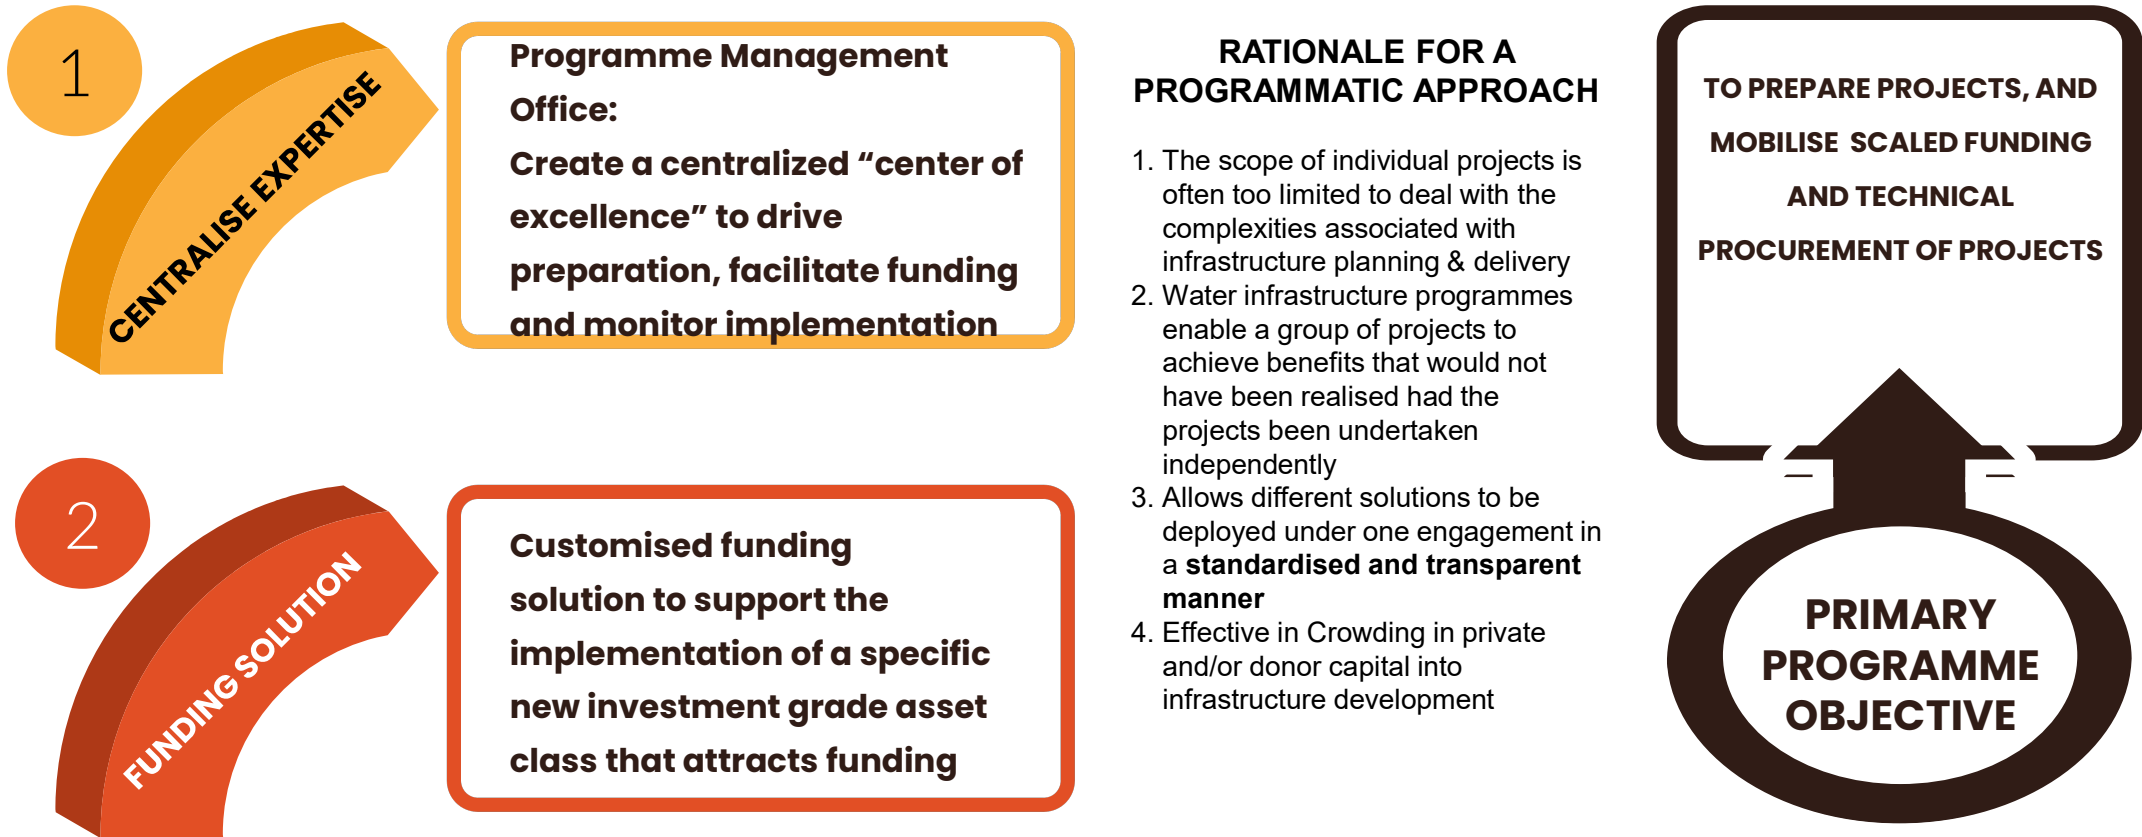 1
CENTRALISE EXPERTISE
Programme Management
Office:
Create a centralized “center of
excellence” to drive
preparation, facilitate funding
and monitor implementation
2
FUNDING SOLUTION
Customised funding
solution to support the
implementation of a specific
new investment grade asset
class that attracts funding
RATIONALE FOR A
PROGRAMMATIC APPROACH
1. The scope of individual projects is
often too limited to deal with the
complexities associated with
infrastructure planning & delivery
2. Water infrastructure programmes
enable a group of projects to
achieve benefits that would not
have been realised had the
projects been undertaken
independently
3. Allows different solutions to be
deployed under one engagement in
a standardised and transparent
manner
4. Effective in Crowding in private
and/or donor capital into
infrastructure development
TO PREPARE PROJECTS, AND
MOBILISE SCALED FUNDING
AND TECHNICAL
PROCUREMENT OF PROJECTS
PRIMARY
PROGRAMME
OBJECTIVE